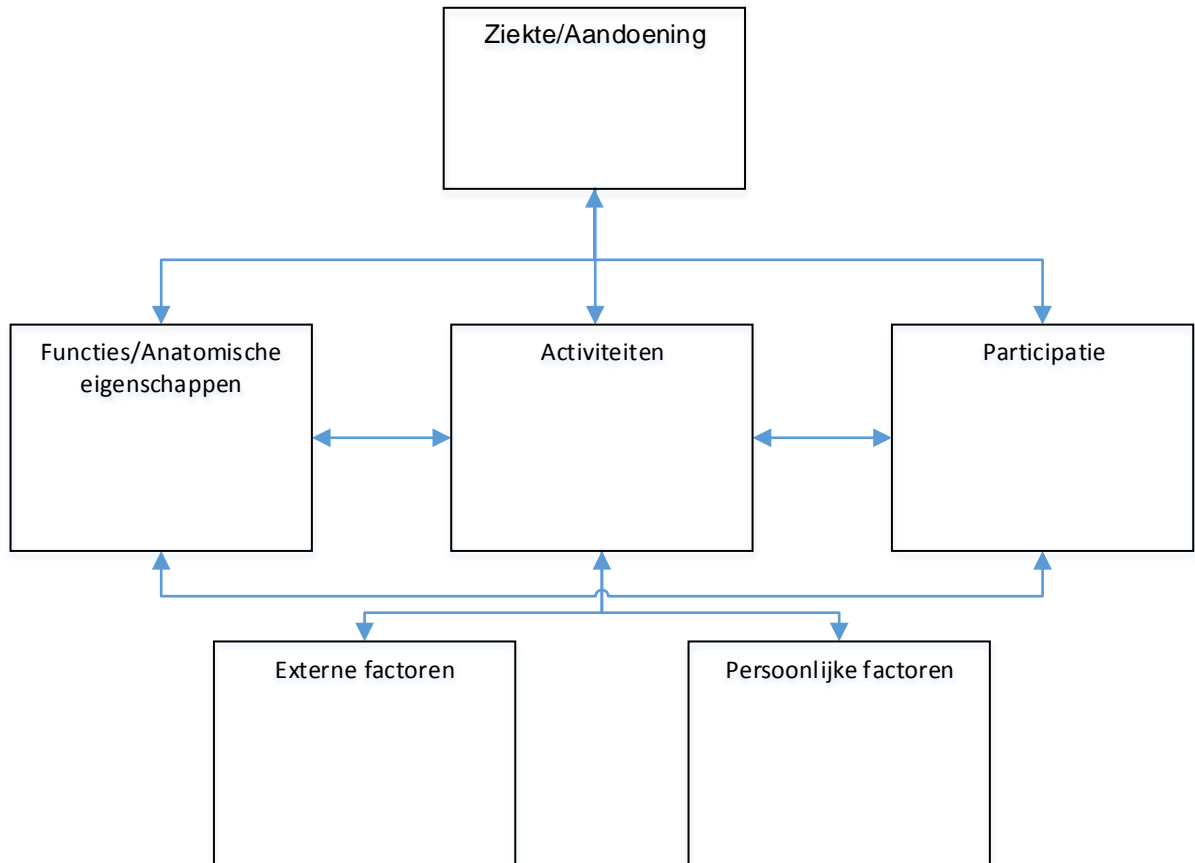 Ziekte/Aandoening
Functies/Anatomische
eigenschappen
Activiteiten
Participatie
Externe factoren
Persoonlijke factoren